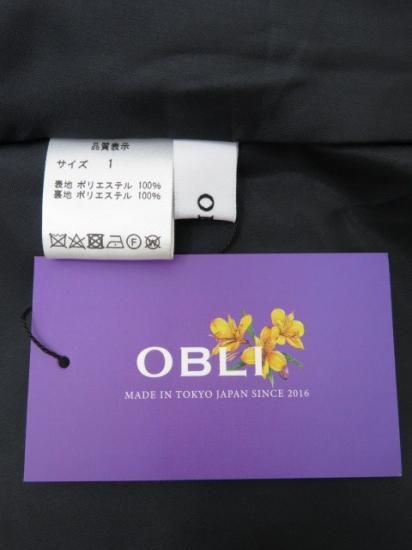 品質表示
サイズ 1
表地 ポリエステル 100%
裏地 ポリエステル 100%
OBLI
MADE IN TOKYO JAPAN SINCE 2016